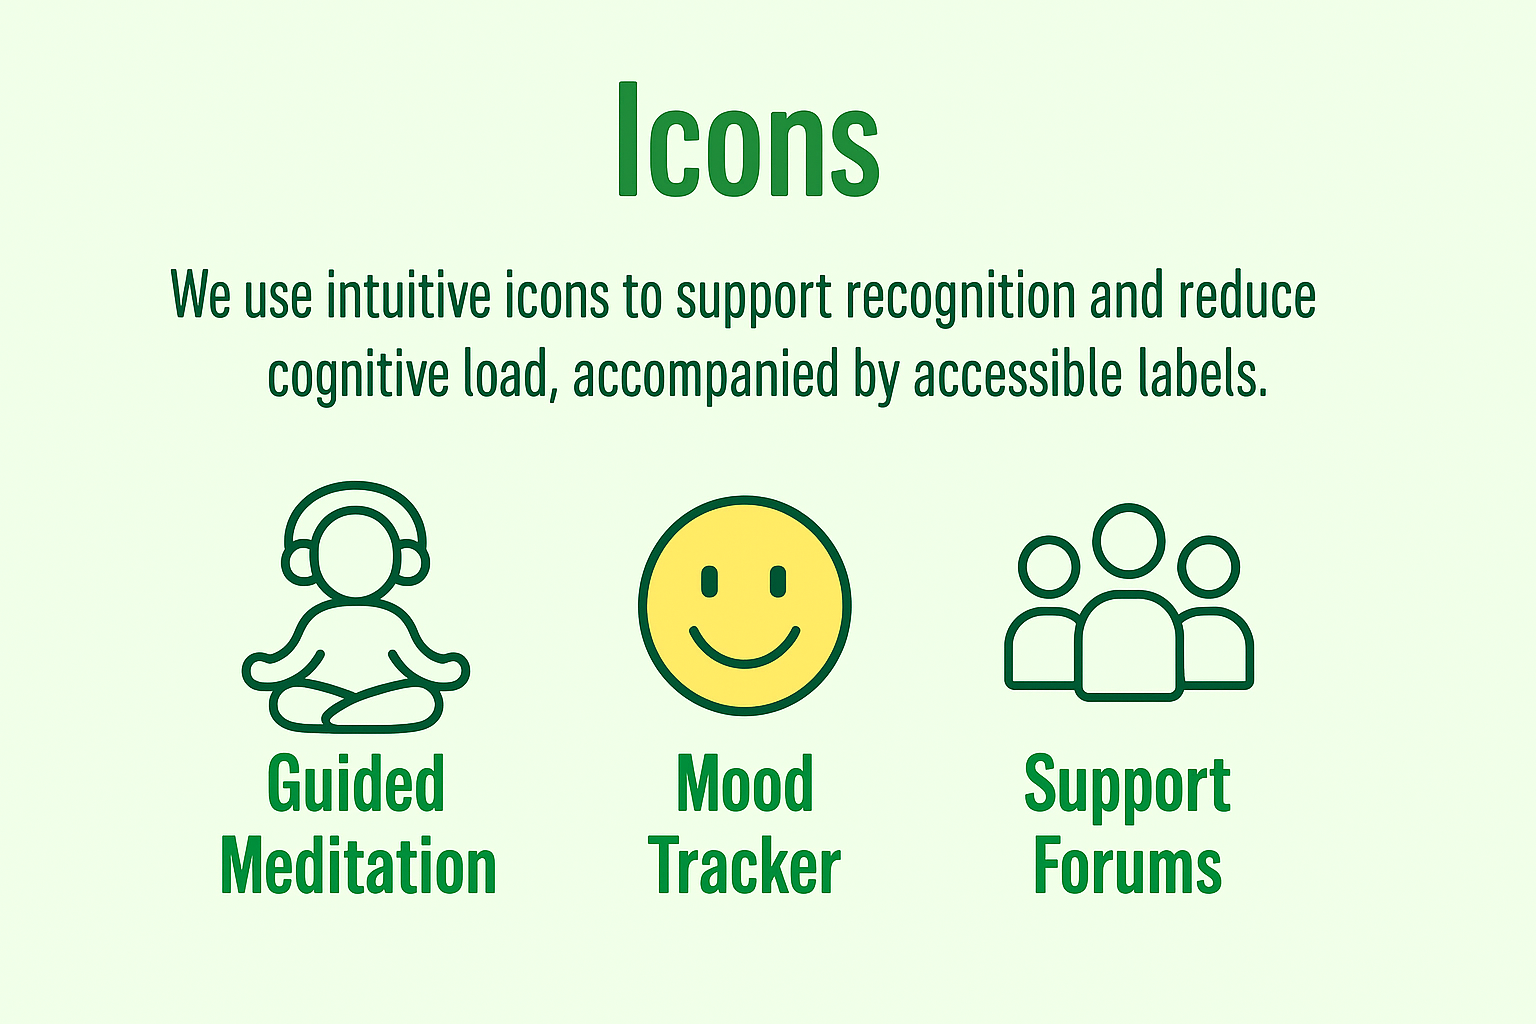 Icons
We use intuitive icons to support recognition and reduce
cognitive load, accompanied by accessible labels.
Guided
Meditation
Mood
Tracker
Support
Forums